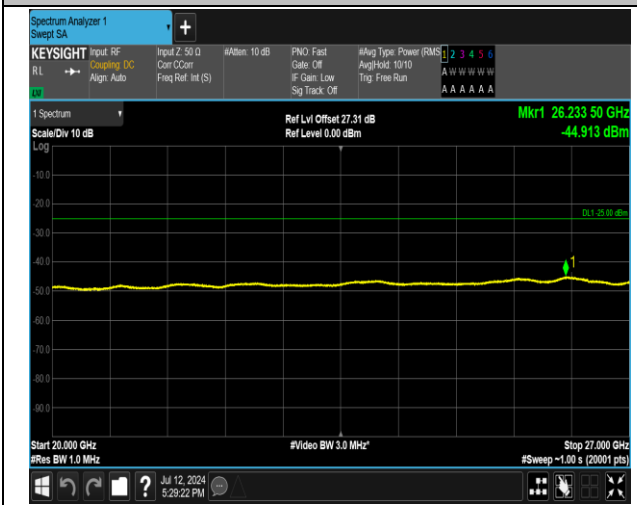 Spectrum Analyzer 1
Swept SA
+
KEYSIGHT
RL
Input: RF
Coupling: DC
Align: Auto
Input Z: 50 Ω
Corr CCorr
Freq Ref: Int (S)
#Atten: 10 dB
PNO: Fast
Gate: Off
IF Gain: Low
Sig Track: Off
#Avg Type: Power (RMS
Avg|Hold: 10/10
Trig: Free Run
1 2 3 4 5 6
A W W W W W
A A A A A A
1 Spectrum
Scale/Div 10 dB
Log
Ref Lvl Offset 27.31 dB
Ref Level 0.00 dBm
Mkr1 26.233 50 GHz
-44.913 dBm
-10.0
-20.0
DL1 -25.00 dBm
-30.0
-40.0
1
-50.0
-60.0
-70.0
-80.0
-90.0
Start 20.000 GHz
#Res BW 1.0 MHz
#Video BW 3.0 MHz*
Stop 27.000 GHz
#Sweep ~1.00 s (20001 pts)
?
Jul 12, 2024
5:29:22 PM